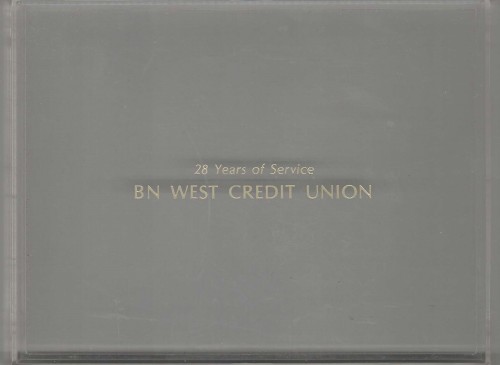 28 Years of Service
BN WEST CREDIT UNION